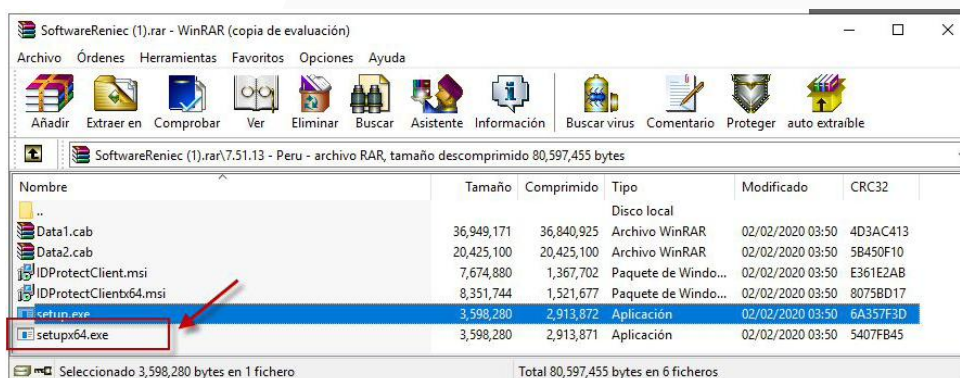 SoftwareReniec (1).rar - WinRAR (copia de evaluación)
Archivo Órdenes Herramientas Favoritos Opciones Ayuda
Añadir Extraer en Comprobar Ver Eliminar Buscar Asistente Información Buscar virus Comentario Proteger auto extraíble
SoftwareReniec (1).rar\7.51.13 - Peru - archivo RAR, tamaño descomprimido 80,597,455 bytes
Nombre Tamaño Comprimido Tipo Modificado CRC32
.. Disco local
Data1.cab 36,949,171 36,840,925 Archivo WinRAR 02/02/2020 03:50 4D3AC413
Data2.cab 20,425,100 20,425,100 Archivo WinRAR 02/02/2020 03:50 5B450F10
IDProtectClient.msi 7,674,880 1,367,702 Paquete de Windo... 02/02/2020 03:50 E361E2AB
IDProtectClientx64.msi 8,351,744 1,521,677 Paquete de Windo... 02/02/2020 03:50 8075BD17
setup.exe 3,598,280 2,913,872 Aplicación 02/02/2020 03:50 6A357F3D
setupx64.exe 3,598,280 2,913,871 Aplicación 02/02/2020 03:50 5407FB45
Seleccionado 3,598,280 bytes en 1 fichero Total 80,597,455 bytes en 6 ficheros